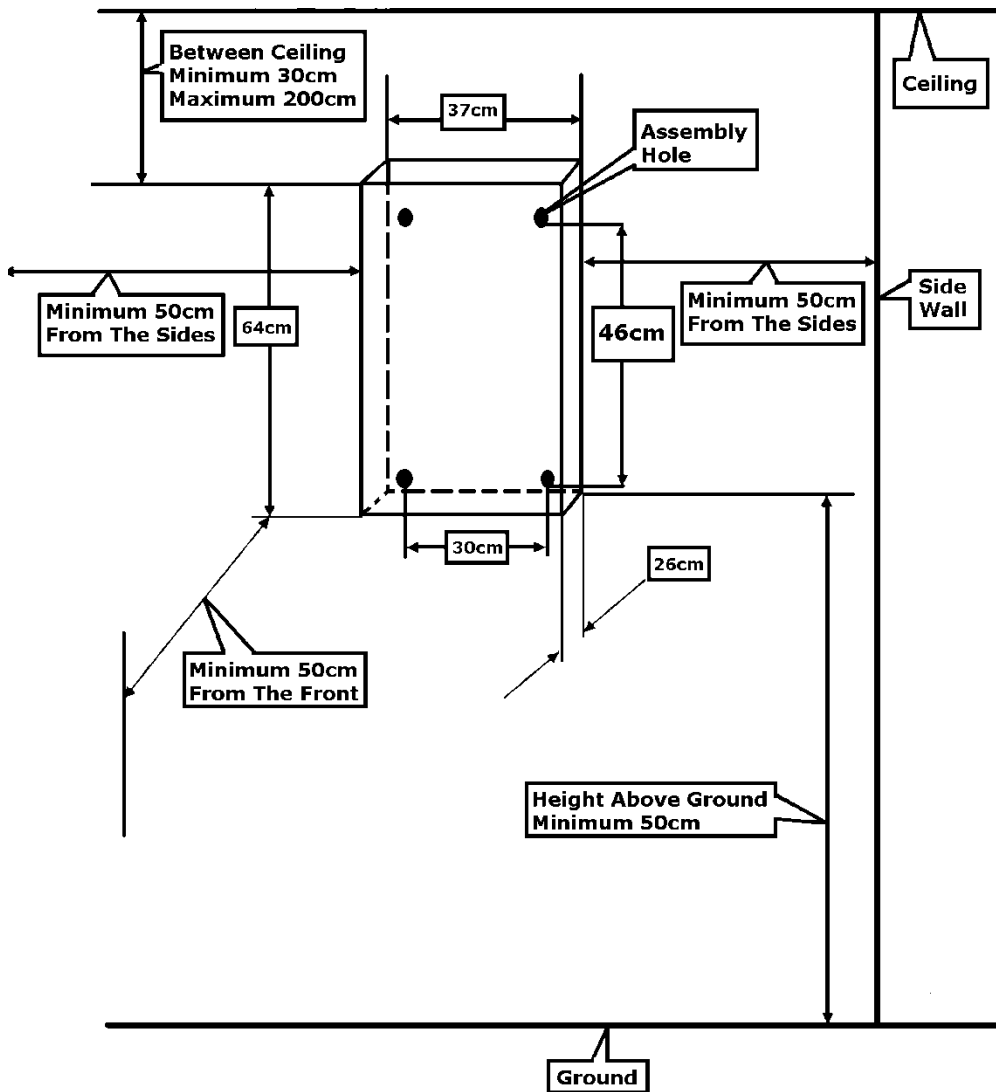 Between Ceiling
Minimum 30cm
Maximum 200cm
Ceiling
37cm
Assembly
Hole
Minimum 50cm
From The Sides
64cm
46cm
Minimum 50cm
From The Sides
Side
Wall
30cm
26cm
Minimum 50cm
From The Front
Height Above Ground
Minimum 50cm
Ground